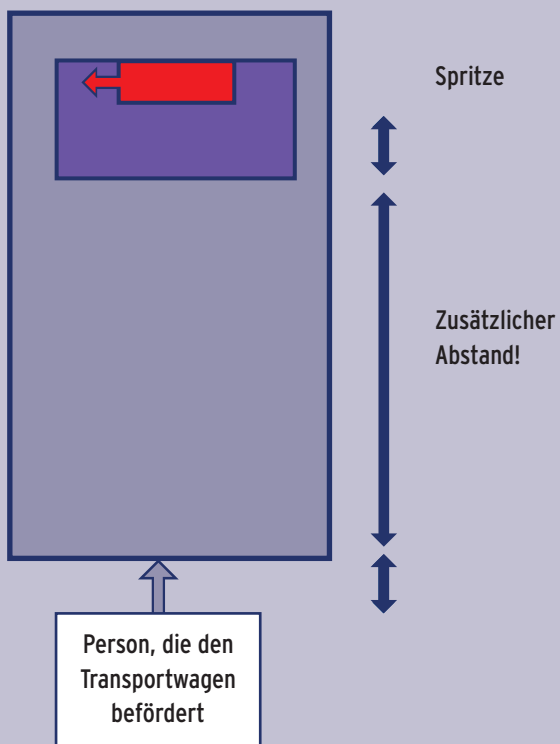 Spritze
Zusätzlicher
Abstand!
Person, die den
Transportwagen
befördert